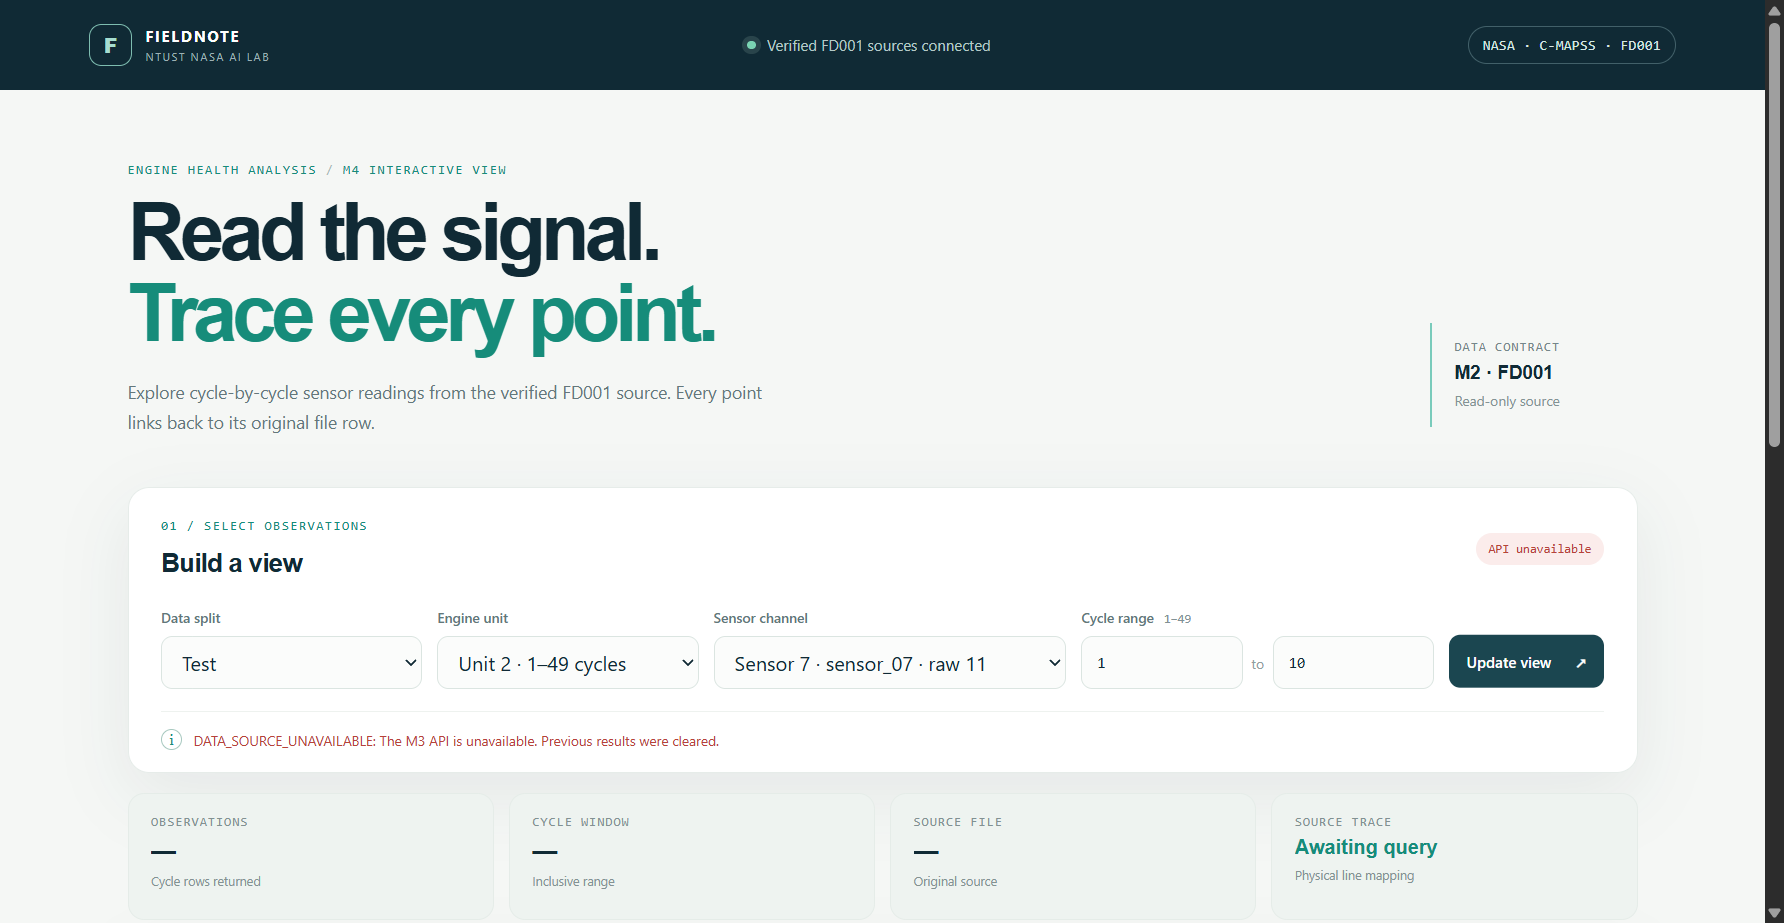 F
FIELDNOTE
NTUST NASA AI LAB
Verified FD001 sources connected
NASA · C-MAPSS · FD001
ENGINE HEALTH ANALYSIS / M4 INTERACTIVE VIEW
Read the signal.
Trace every point.
Explore cycle-by-cycle sensor readings from the verified FD001 source. Every point
links back to its original file row.
DATA CONTRACT
M2 · FD001
Read-only source
01 / SELECT OBSERVATIONS
Build a view
API unavailable
Data split
Engine unit
Sensor channel
Cycle range 1–49
Test
Unit 2 · 1–49 cycles
Sensor 7 · sensor_07 · raw 11
1
to
10
Update view ↗
i DATA_SOURCE_UNAVAILABLE: The M3 API is unavailable. Previous results were cleared.
OBSERVATIONS
—
Cycle rows returned
CYCLE WINDOW
—
Inclusive range
SOURCE FILE
—
Original source
SOURCE TRACE
Awaiting query
Physical line mapping